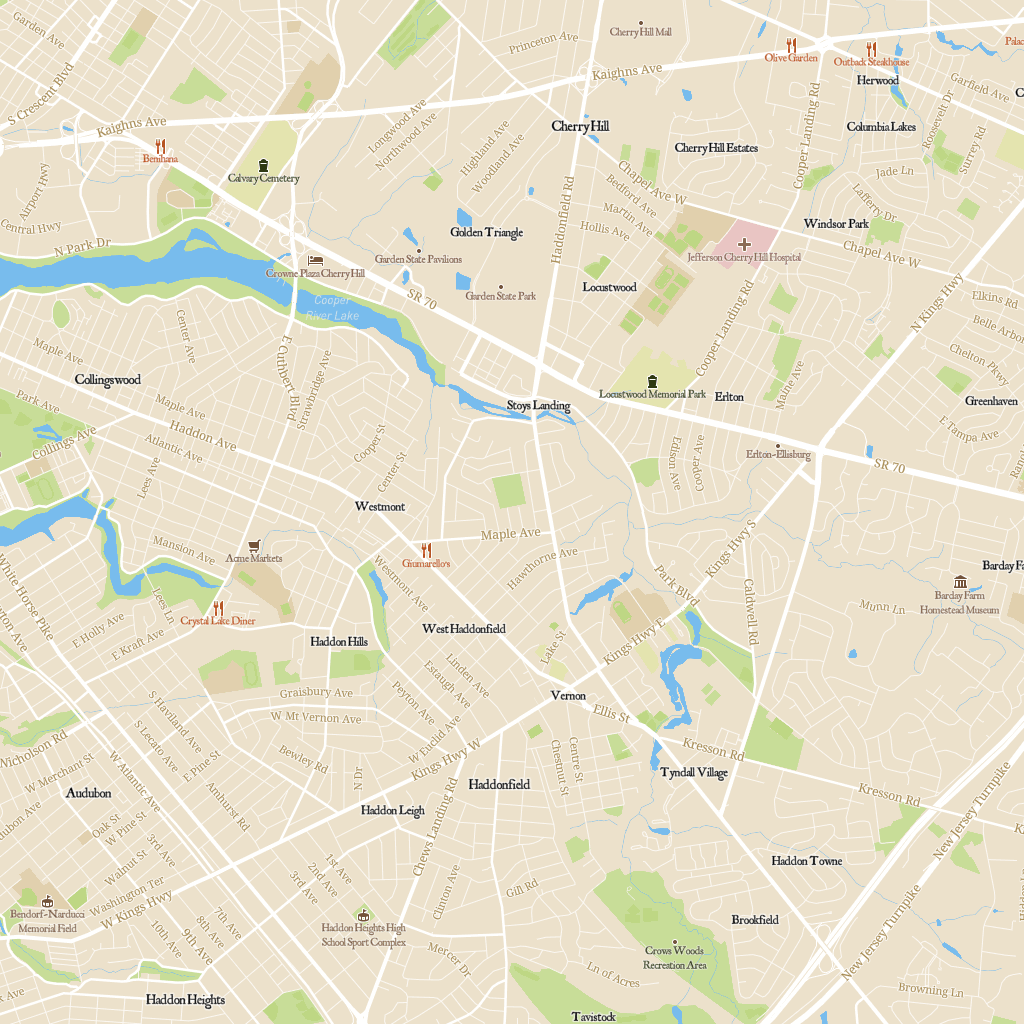 Garden Ave
Princeton Ave
Cherry Hill Mall
Olive Garden
Outback Steakhouse
S Crescent Blvd
Kaighns Ave
Herwood
Garfield Ave
Kaighns Ave
Longwood Ave
Northwood Ave
Highland Ave
Woodland Ave
Cherry Hill
Cherry Hill Estates
Cooper Landing Rd
Columbia Lakes
Roosevelt Dr
Surrey Rd
Benihana
Calvary Cemetery
Airport Hwy
Central Hwy
N Park Dr
Chapel Ave W
Bedford Ave
Martin Ave
Hollis Ave
Haddonfield Rd
Jade Ln
Lafferty Dr
Windsor Park
Chapel Ave W
Golden Triangle
Garden State Pavilions
Garden State Park
Crowne Plaza Cherry Hill
Jefferson Cherry Hill Hospital
Locustwood
Cooper
River Lake
SR 70
Cooper Landing Rd
N Kings Hwy
Elkins Rd
Belle Arbor
Chelton Pkwy
Center Ave
Maple Ave
E Cuthbert Blvd
Strawbridge Ave
Collingswood
Park Ave
Maple Ave
Haddon Ave
Collings Ave
Atlantic Ave
Lees Ave
Locustwood Memorial Park
Erlton
Maine Ave
Greenhaven
Stoys Landing
E Tampa Ave
Erlton-Ellisburg
SR 70
Edison Ave
Cooper Ave
Cooper St
Center St
Westmont
Maple Ave
Mansion Ave
Acme Markets
Giumarello's
Westmont Ave
Hawthorne Ave
Kings Hwy S
Park Blvd
Caldwell Rd
Barclay Farm
Homestead Museum
Mynn Ln
White Horse Pike
Lees Ln
Crystal Lake Diner
E Holly Ave
E Kraft Ave
Haddon Hills
West Haddonfield
Lake St
Kings Hwy E
Linden Ave
Estaugh Ave
Peyton Ave
Graisbury Ave
W Mt Vernon Ave
W Euclid Ave
Kings Hwy W
Vernon
Ellis St
Centre St
Chestnut St
Kresson Rd
Tyndall Village
Kresson Rd
Nicholson Rd
S Haviland Ave
S Lecato Ave
W Atlantic Ave
E Pine St
Bewley Rd
N Dr
W Merchant St
Audubon
Amhurst Rd
Haddonfield
Haddon Leigh
Chews Landing Rd
New Jersey Turnpike
Oak St
W Pine St
Walnut St
3rd Ave
1st Ave
2nd Ave
3rd Ave
Haddon Towne
Washington Ter
W Kings Hwy
Clinton Ave
Gill Rd
Bendorf-Narducci
Memorial Field
7th Ave
8th Ave
9th Ave
10th Ave
Haddon Heights High
School Sport Complex
Mercer Dr
Brookfield
Crows Woods
Recreation Area
New Jersey Turnpike
Ln of Acres
Browning Ln
Haddon Heights
Tavistock